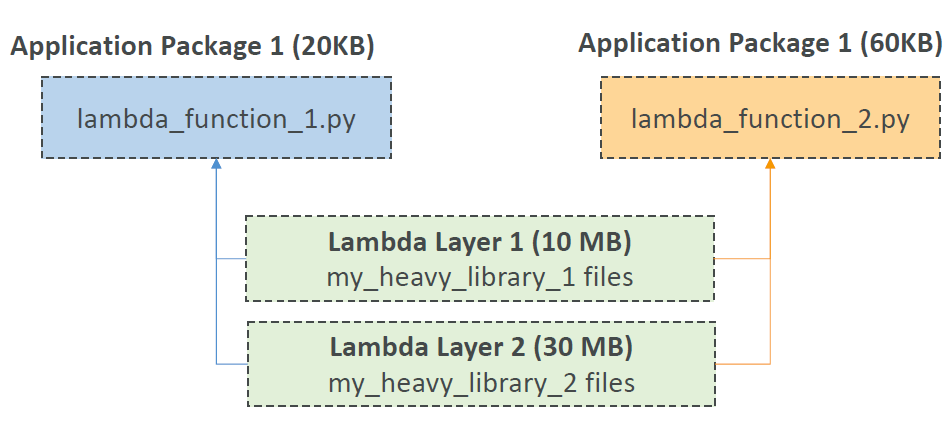 Application Package 1 (20KB)
Application Package 1 (60KB)
lambda_function_1.py
lambda_function_2.py
Lambda Layer 1 (10 MB)
my_heavy_library_1 files
Lambda Layer 2 (30 MB)
my_heavy_library_2 files